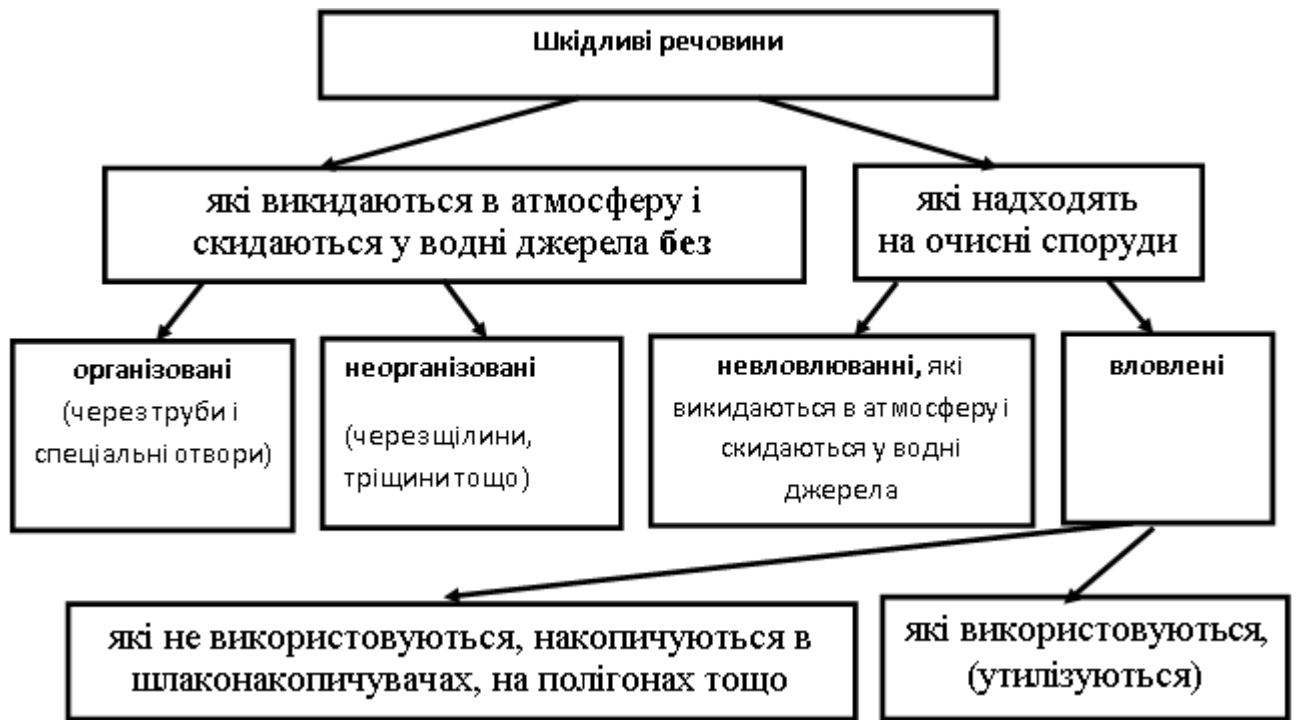 Шкідливі речовини
які викидаються в атмосферу і
скидаються у водні джерела без
які надходять
на очисні споруди
організовані
(через труби і
спеціальні отвори)
неорганізовані
(через щілини,
тріщини тощо)
невловлюванні, які
викидаються в атмосферу і
скидаються у водні
джерела
вловлені
які не використовуються, накопичуються в
шлаконакопичувачах, на полігонах тощо
які використовуються,
(утилізуються)